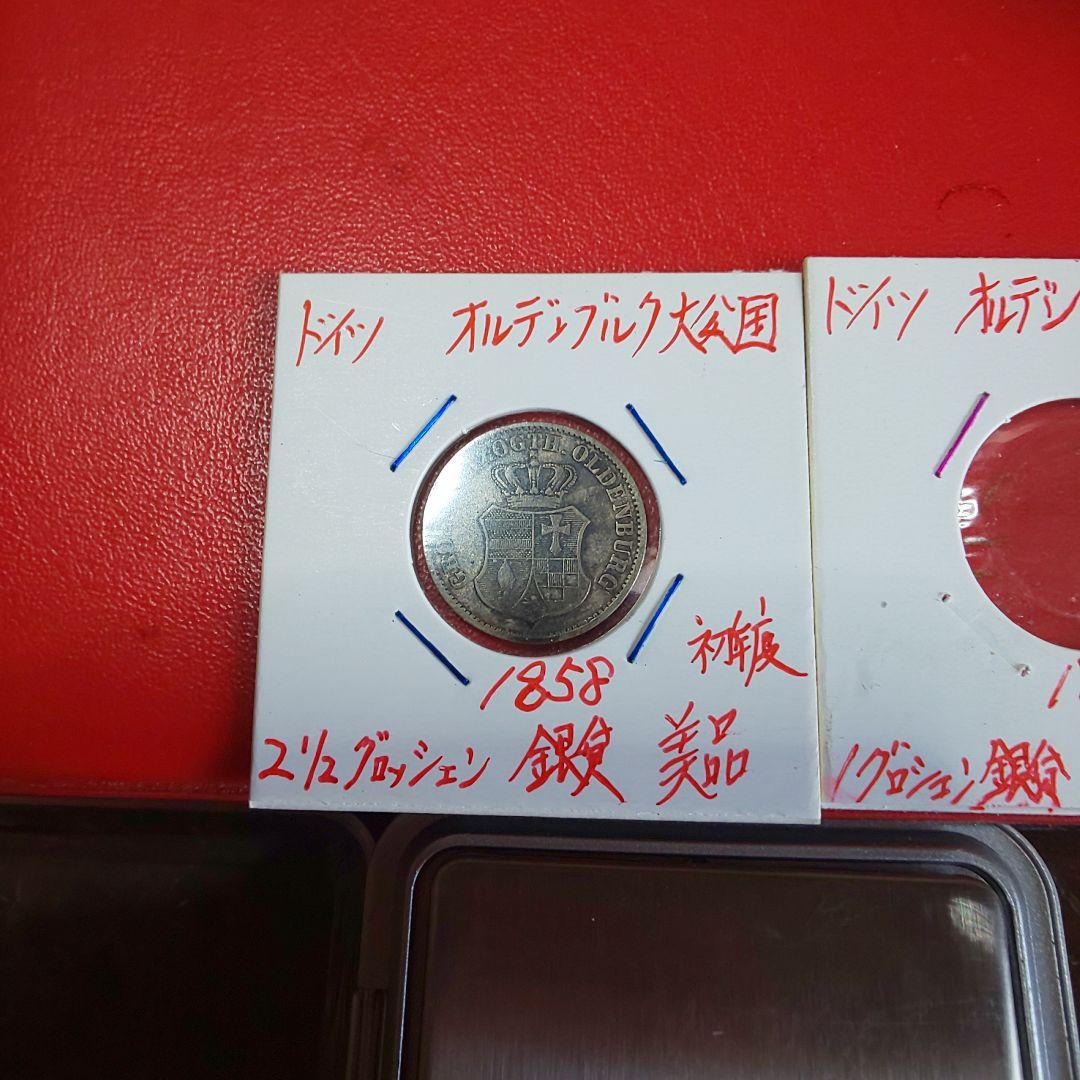 ドイツ オルデンブルク大公国
OGTH. OLDENBURG
1858 初年度
2 1/2グロッシェン 銀貨 美品
ドイツ オルデン
1グロシェン銀貨